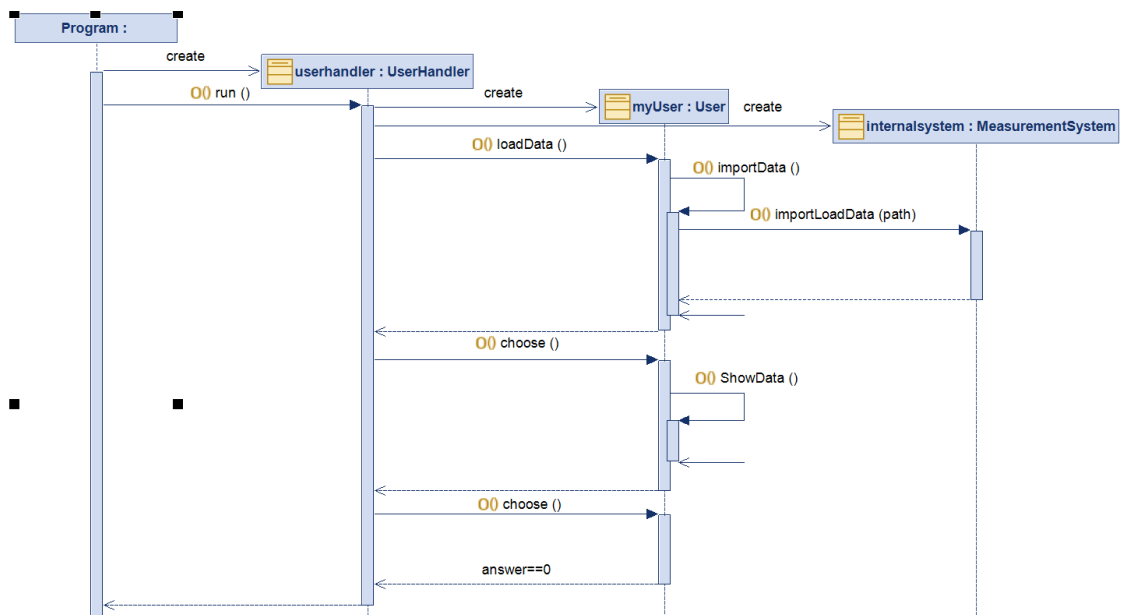 Program :
create
userhandler : UserHandler
O() run ()
create
myUser : User
create
internalsystem : MeasurementSystem
O() loadData ()
O() importData ()
O() importLoadData (path)
O() choose ()
O() ShowData ()
O() choose ()
answer==0